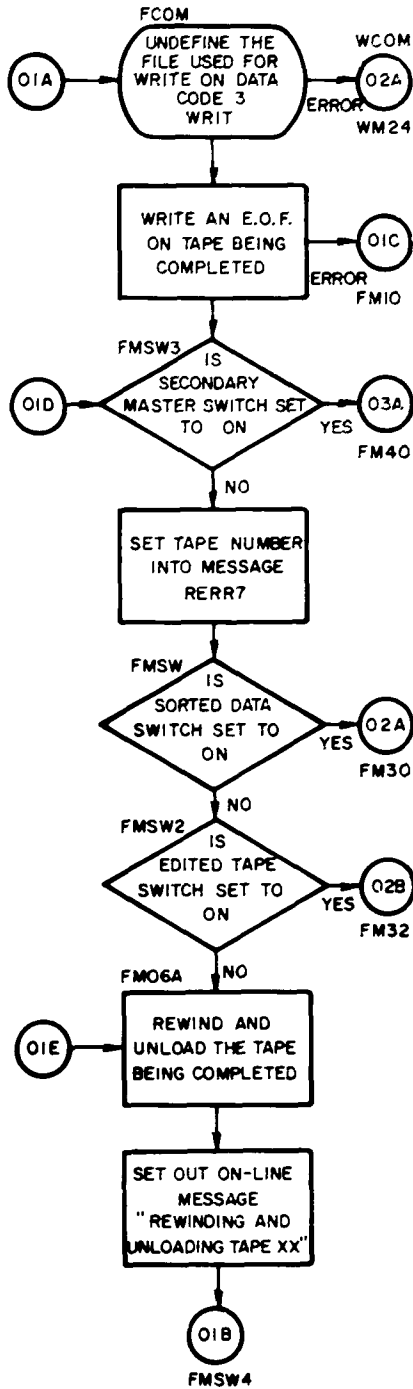 FCOM
UNDEFINE THE
FILE USED FOR
WRITE ON DATA
CODE 3
WRIT
01A
WCOM
02A
ERROR
WM24
WRITE AN E.O.F.
ON TAPE BEING
COMPLETED
01C
ERROR
FM10
FMSW3
IS
SECONDARY
MASTER SWITCH SET
TO ON
01D
03A
YES
FM40
NO
SET TAPE NUMBER
INTO MESSAGE
RERR7
FMSW
IS
SORTED DATA
SWITCH SET TO
ON
02A
YES
FM30
NO
FMSW2
IS
EDITED TAPE
SWITCH SET TO
ON
02B
YES
FM32
NO
FM06A
REWIND AND
UNLOAD THE TAPE
BEING COMPLETED
01E
SET OUT ON-LINE
MESSAGE
"REWINDING AND
UNLOADING TAPE XX"
01B
FMSW4